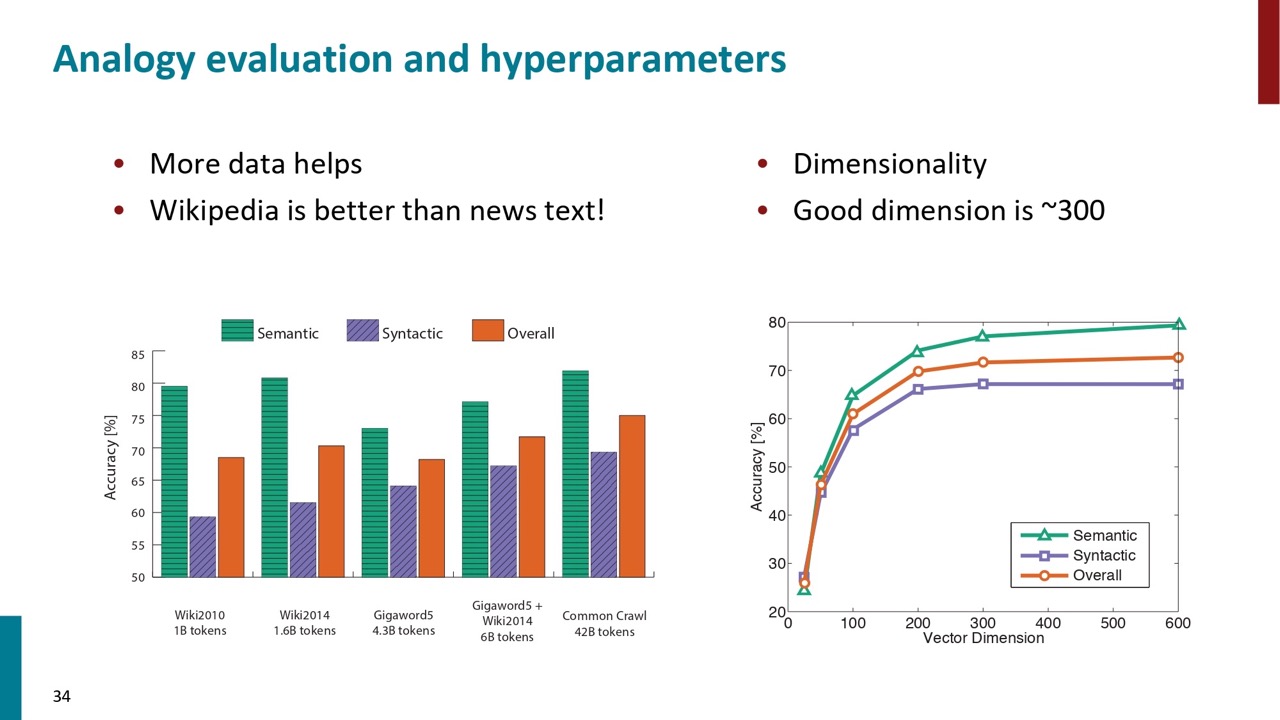 Analogy evaluation and hyperparameters
• More data helps
• Wikipedia is better than news text!
• Dimensionality
• Good dimension is ~300
Semantic
Syntactic
Overall
85
80
75
70
65
60
55
50
Accuracy [%]
Wiki2010
1B tokens
Wiki2014
1.6B tokens
Gigaword5
4.3B tokens
Gigaword5 +
Wiki2014
6B tokens
Common Crawl
42B tokens
80
70
60
50
40
30
20
Accuracy [%]
Semantic
Syntactic
Overall
0 100 200 300 400 500 600
Vector Dimension
34